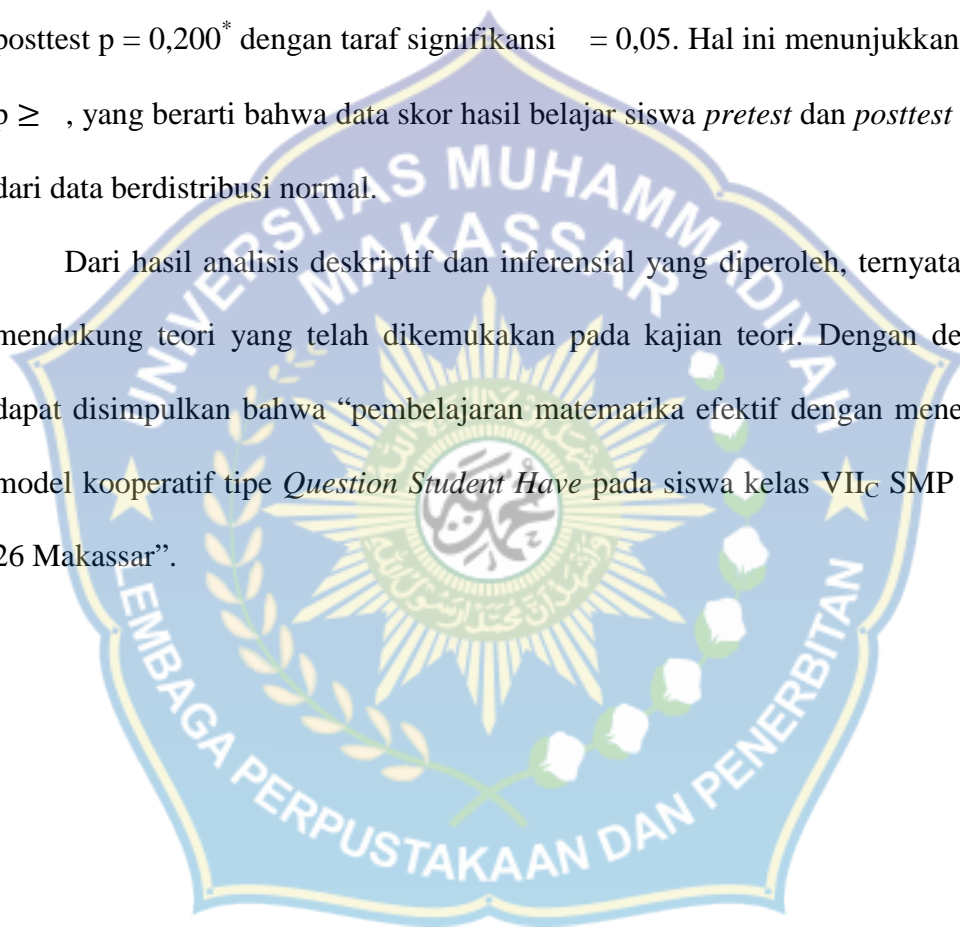 posttest p = 0,200* dengan taraf signifikansi = 0,05. Hal ini menunjukkan
p ≥ , yang berarti bahwa data skor hasil belajar siswa pretest dan posttest
dari data berdistribusi normal.
Dari hasil analisis deskriptif dan inferensial yang diperoleh, ternyata
mendukung teori yang telah dikemukakan pada kajian teori. Dengan de
dapat disimpulkan bahwa “pembelajaran matematika efektif dengan mene
model kooperatif tipe Question Student Have pada siswa kelas VIIC SMP
26 Makassar”.
UNIVERSITAS MUHAMMADIYAH
MAKASSAR
LEMBAGA PERPUSTAKAAN DAN PENERBITAN